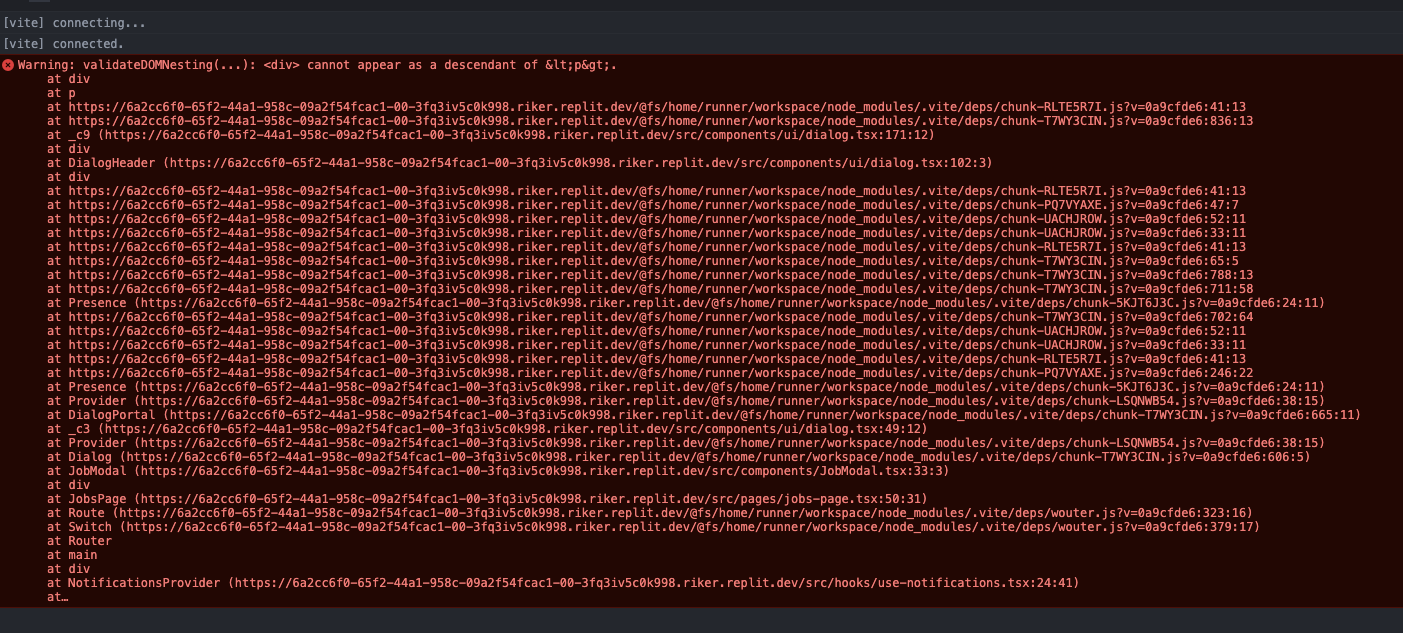 [vite] connecting...
[vite] connected.
Warning: validateDOMNesting(...): <div> cannot appear as a descendant of &lt;p&gt;.
at div
at p
at https://6a2cc6f0-65f2-44a1-958c-09a2f54fcac1-00-3fq3iv5c0k998.riker.replit.dev/@fs/home/runner/workspace/node_modules/.vite/deps/chunk-RLTE5R7I.js?v=0a9cfde6:41:13
at https://6a2cc6f0-65f2-44a1-958c-09a2f54fcac1-00-3fq3iv5c0k998.riker.replit.dev/@fs/home/runner/workspace/node_modules/.vite/deps/chunk-T7WY3CIN.js?v=0a9cfde6:836:13
at _c9 (https://6a2cc6f0-65f2-44a1-958c-09a2f54fcac1-00-3fq3iv5c0k998.riker.replit.dev/src/components/ui/dialog.tsx:171:12)
at div
at DialogHeader (https://6a2cc6f0-65f2-44a1-958c-09a2f54fcac1-00-3fq3iv5c0k998.riker.replit.dev/src/components/ui/dialog.tsx:102:3)
at div
at https://6a2cc6f0-65f2-44a1-958c-09a2f54fcac1-00-3fq3iv5c0k998.riker.replit.dev/@fs/home/runner/workspace/node_modules/.vite/deps/chunk-RLTE5R7I.js?v=0a9cfde6:41:13
at https://6a2cc6f0-65f2-44a1-958c-09a2f54fcac1-00-3fq3iv5c0k998.riker.replit.dev/@fs/home/runner/workspace/node_modules/.vite/deps/chunk-PQ7VYAXE.js?v=0a9cfde6:47:7
at https://6a2cc6f0-65f2-44a1-958c-09a2f54fcac1-00-3fq3iv5c0k998.riker.replit.dev/@fs/home/runner/workspace/node_modules/.vite/deps/chunk-UACHJROW.js?v=0a9cfde6:52:11
at https://6a2cc6f0-65f2-44a1-958c-09a2f54fcac1-00-3fq3iv5c0k998.riker.replit.dev/@fs/home/runner/workspace/node_modules/.vite/deps/chunk-UACHJROW.js?v=0a9cfde6:33:11
at https://6a2cc6f0-65f2-44a1-958c-09a2f54fcac1-00-3fq3iv5c0k998.riker.replit.dev/@fs/home/runner/workspace/node_modules/.vite/deps/chunk-RLTE5R7I.js?v=0a9cfde6:41:13
at https://6a2cc6f0-65f2-44a1-958c-09a2f54fcac1-00-3fq3iv5c0k998.riker.replit.dev/@fs/home/runner/workspace/node_modules/.vite/deps/chunk-T7WY3CIN.js?v=0a9cfde6:65:5
at https://6a2cc6f0-65f2-44a1-958c-09a2f54fcac1-00-3fq3iv5c0k998.riker.replit.dev/@fs/home/runner/workspace/node_modules/.vite/deps/chunk-T7WY3CIN.js?v=0a9cfde6:788:13
at https://6a2cc6f0-65f2-44a1-958c-09a2f54fcac1-00-3fq3iv5c0k998.riker.replit.dev/@fs/home/runner/workspace/node_modules/.vite/deps/chunk-T7WY3CIN.js?v=0a9cfde6:711:58
at Presence (https://6a2cc6f0-65f2-44a1-958c-09a2f54fcac1-00-3fq3iv5c0k998.riker.replit.dev/@fs/home/runner/workspace/node_modules/.vite/deps/chunk-5KJT6J3C.js?v=0a9cfde6:24:11)
at https://6a2cc6f0-65f2-44a1-958c-09a2f54fcac1-00-3fq3iv5c0k998.riker.replit.dev/@fs/home/runner/workspace/node_modules/.vite/deps/chunk-T7WY3CIN.js?v=0a9cfde6:702:64
at https://6a2cc6f0-65f2-44a1-958c-09a2f54fcac1-00-3fq3iv5c0k998.riker.replit.dev/@fs/home/runner/workspace/node_modules/.vite/deps/chunk-UACHJROW.js?v=0a9cfde6:52:11
at https://6a2cc6f0-65f2-44a1-958c-09a2f54fcac1-00-3fq3iv5c0k998.riker.replit.dev/@fs/home/runner/workspace/node_modules/.vite/deps/chunk-UACHJROW.js?v=0a9cfde6:33:11
at https://6a2cc6f0-65f2-44a1-958c-09a2f54fcac1-00-3fq3iv5c0k998.riker.replit.dev/@fs/home/runner/workspace/node_modules/.vite/deps/chunk-RLTE5R7I.js?v=0a9cfde6:41:13
at https://6a2cc6f0-65f2-44a1-958c-09a2f54fcac1-00-3fq3iv5c0k998.riker.replit.dev/@fs/home/runner/workspace/node_modules/.vite/deps/chunk-PQ7VYAXE.js?v=0a9cfde6:246:22
at Presence (https://6a2cc6f0-65f2-44a1-958c-09a2f54fcac1-00-3fq3iv5c0k998.riker.replit.dev/@fs/home/runner/workspace/node_modules/.vite/deps/chunk-5KJT6J3C.js?v=0a9cfde6:24:11)
at Provider (https://6a2cc6f0-65f2-44a1-958c-09a2f54fcac1-00-3fq3iv5c0k998.riker.replit.dev/@fs/home/runner/workspace/node_modules/.vite/deps/chunk-LSQNWB54.js?v=0a9cfde6:38:15)
at DialogPortal (https://6a2cc6f0-65f2-44a1-958c-09a2f54fcac1-00-3fq3iv5c0k998.riker.replit.dev/@fs/home/runner/workspace/node_modules/.vite/deps/chunk-T7WY3CIN.js?v=0a9cfde6:665:11)
at _c3 (https://6a2cc6f0-65f2-44a1-958c-09a2f54fcac1-00-3fq3iv5c0k998.riker.replit.dev/src/components/ui/dialog.tsx:49:12)
at Provider (https://6a2cc6f0-65f2-44a1-958c-09a2f54fcac1-00-3fq3iv5c0k998.riker.replit.dev/@fs/home/runner/workspace/node_modules/.vite/deps/chunk-LSQNWB54.js?v=0a9cfde6:38:15)
at Dialog (https://6a2cc6f0-65f2-44a1-958c-09a2f54fcac1-00-3fq3iv5c0k998.riker.replit.dev/@fs/home/runner/workspace/node_modules/.vite/deps/chunk-T7WY3CIN.js?v=0a9cfde6:606:5)
at JobModal (https://6a2cc6f0-65f2-44a1-958c-09a2f54fcac1-00-3fq3iv5c0k998.riker.replit.dev/src/components/JobModal.tsx:33:3)
at div
at JobsPage (https://6a2cc6f0-65f2-44a1-958c-09a2f54fcac1-00-3fq3iv5c0k998.riker.replit.dev/src/pages/jobs-page.tsx:50:31)
at Route (https://6a2cc6f0-65f2-44a1-958c-09a2f54fcac1-00-3fq3iv5c0k998.riker.replit.dev/@fs/home/runner/workspace/node_modules/.vite/deps/wouter.js?v=0a9cfde6:323:16)
at Switch (https://6a2cc6f0-65f2-44a1-958c-09a2f54fcac1-00-3fq3iv5c0k998.riker.replit.dev/@fs/home/runner/workspace/node_modules/.vite/deps/wouter.js?v=0a9cfde6:379:17)
at Router
at main
at div
at NotificationsProvider (https://6a2cc6f0-65f2-44a1-958c-09a2f54fcac1-00-3fq3iv5c0k998.riker.replit.dev/src/hooks/use-notifications.tsx:24:41)
at…